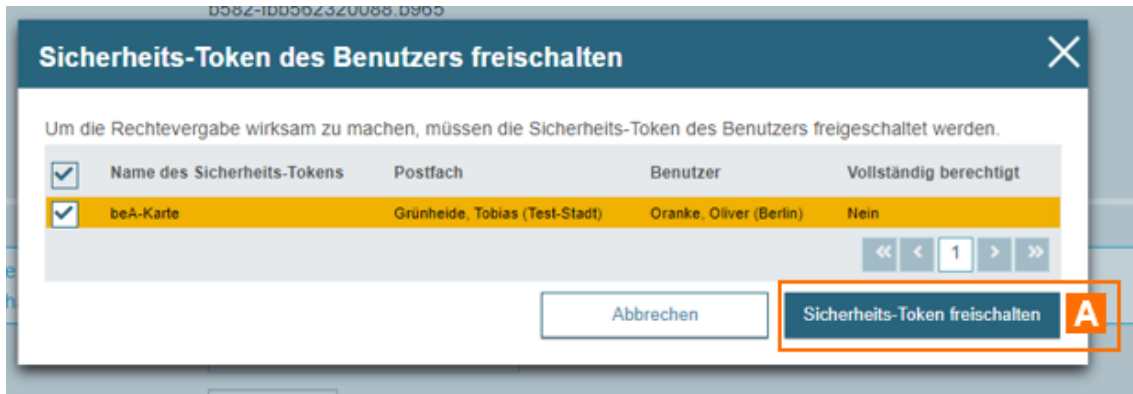 Sicherheits-Token des Benutzers freischalten
Um die Rechtevergabe wirksam zu machen, müssen die Sicherheits-Token des Benutzers freigeschaltet werden.
Name des Sicherheits-Tokens Postfach Benutzer Vollständig berechtigt
beA-Karte Grünheide, Tobias (Test-Stadt) Oranke, Oliver (Berlin) Nein
« < 1 > »
Abbrechen Sicherheits-Token freischalten A